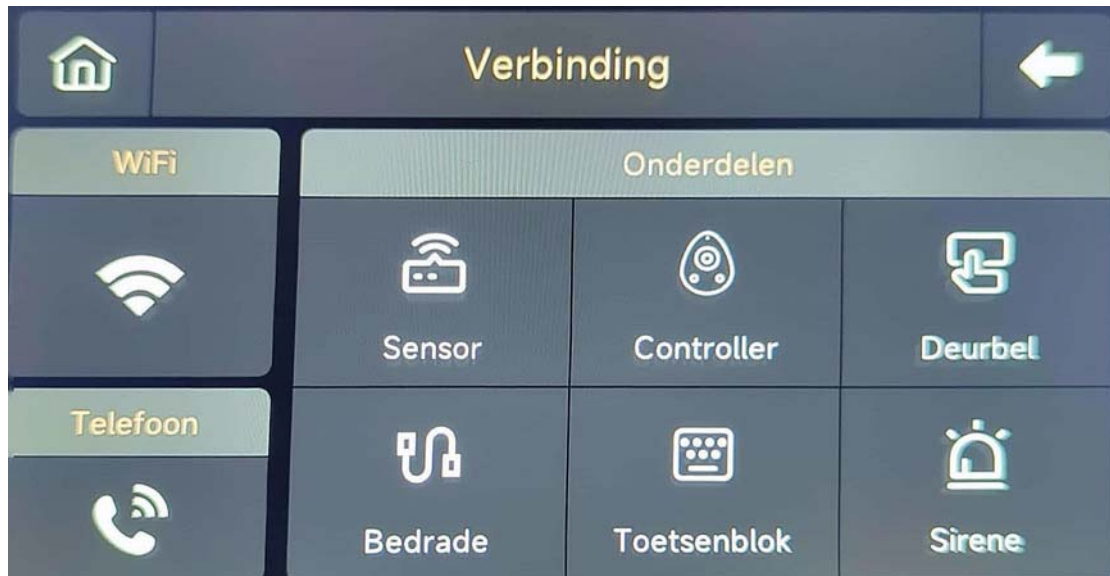 Verbinding
WiFi
Onderdelen
Sensor
Controller
Deurbel
Telefoon
Bedrade
Toetsenblok
Sirene